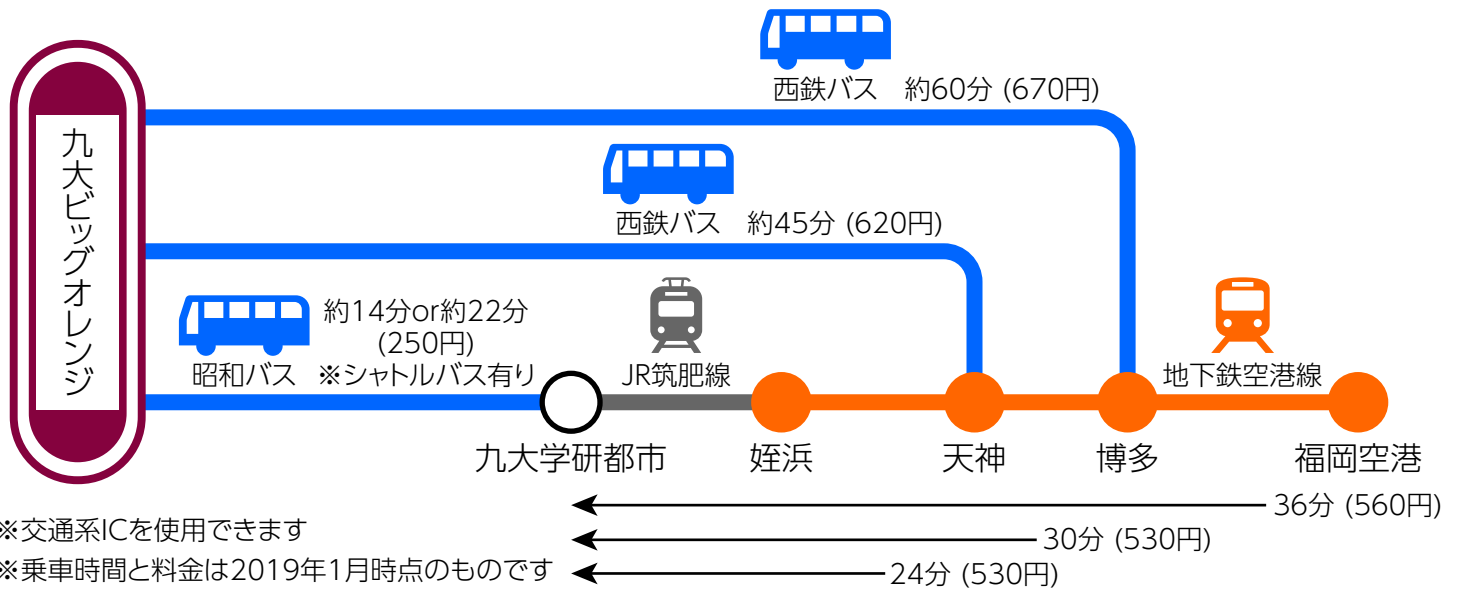 西鉄バス 約60分 (670円)
九大ビッグオレンジ
西鉄バス 約45分 (620円)
約14分or約22分
(250円)
昭和バス ※シャトルバス有り
JR筑肥線
地下鉄空港線
九大学研都市
姪浜
天神
博多
福岡空港
36分 (560円)
※交通系ICを使用できます
30分 (530円)
※乗車時間と料金は2019年1月時点のものです
24分 (530円)